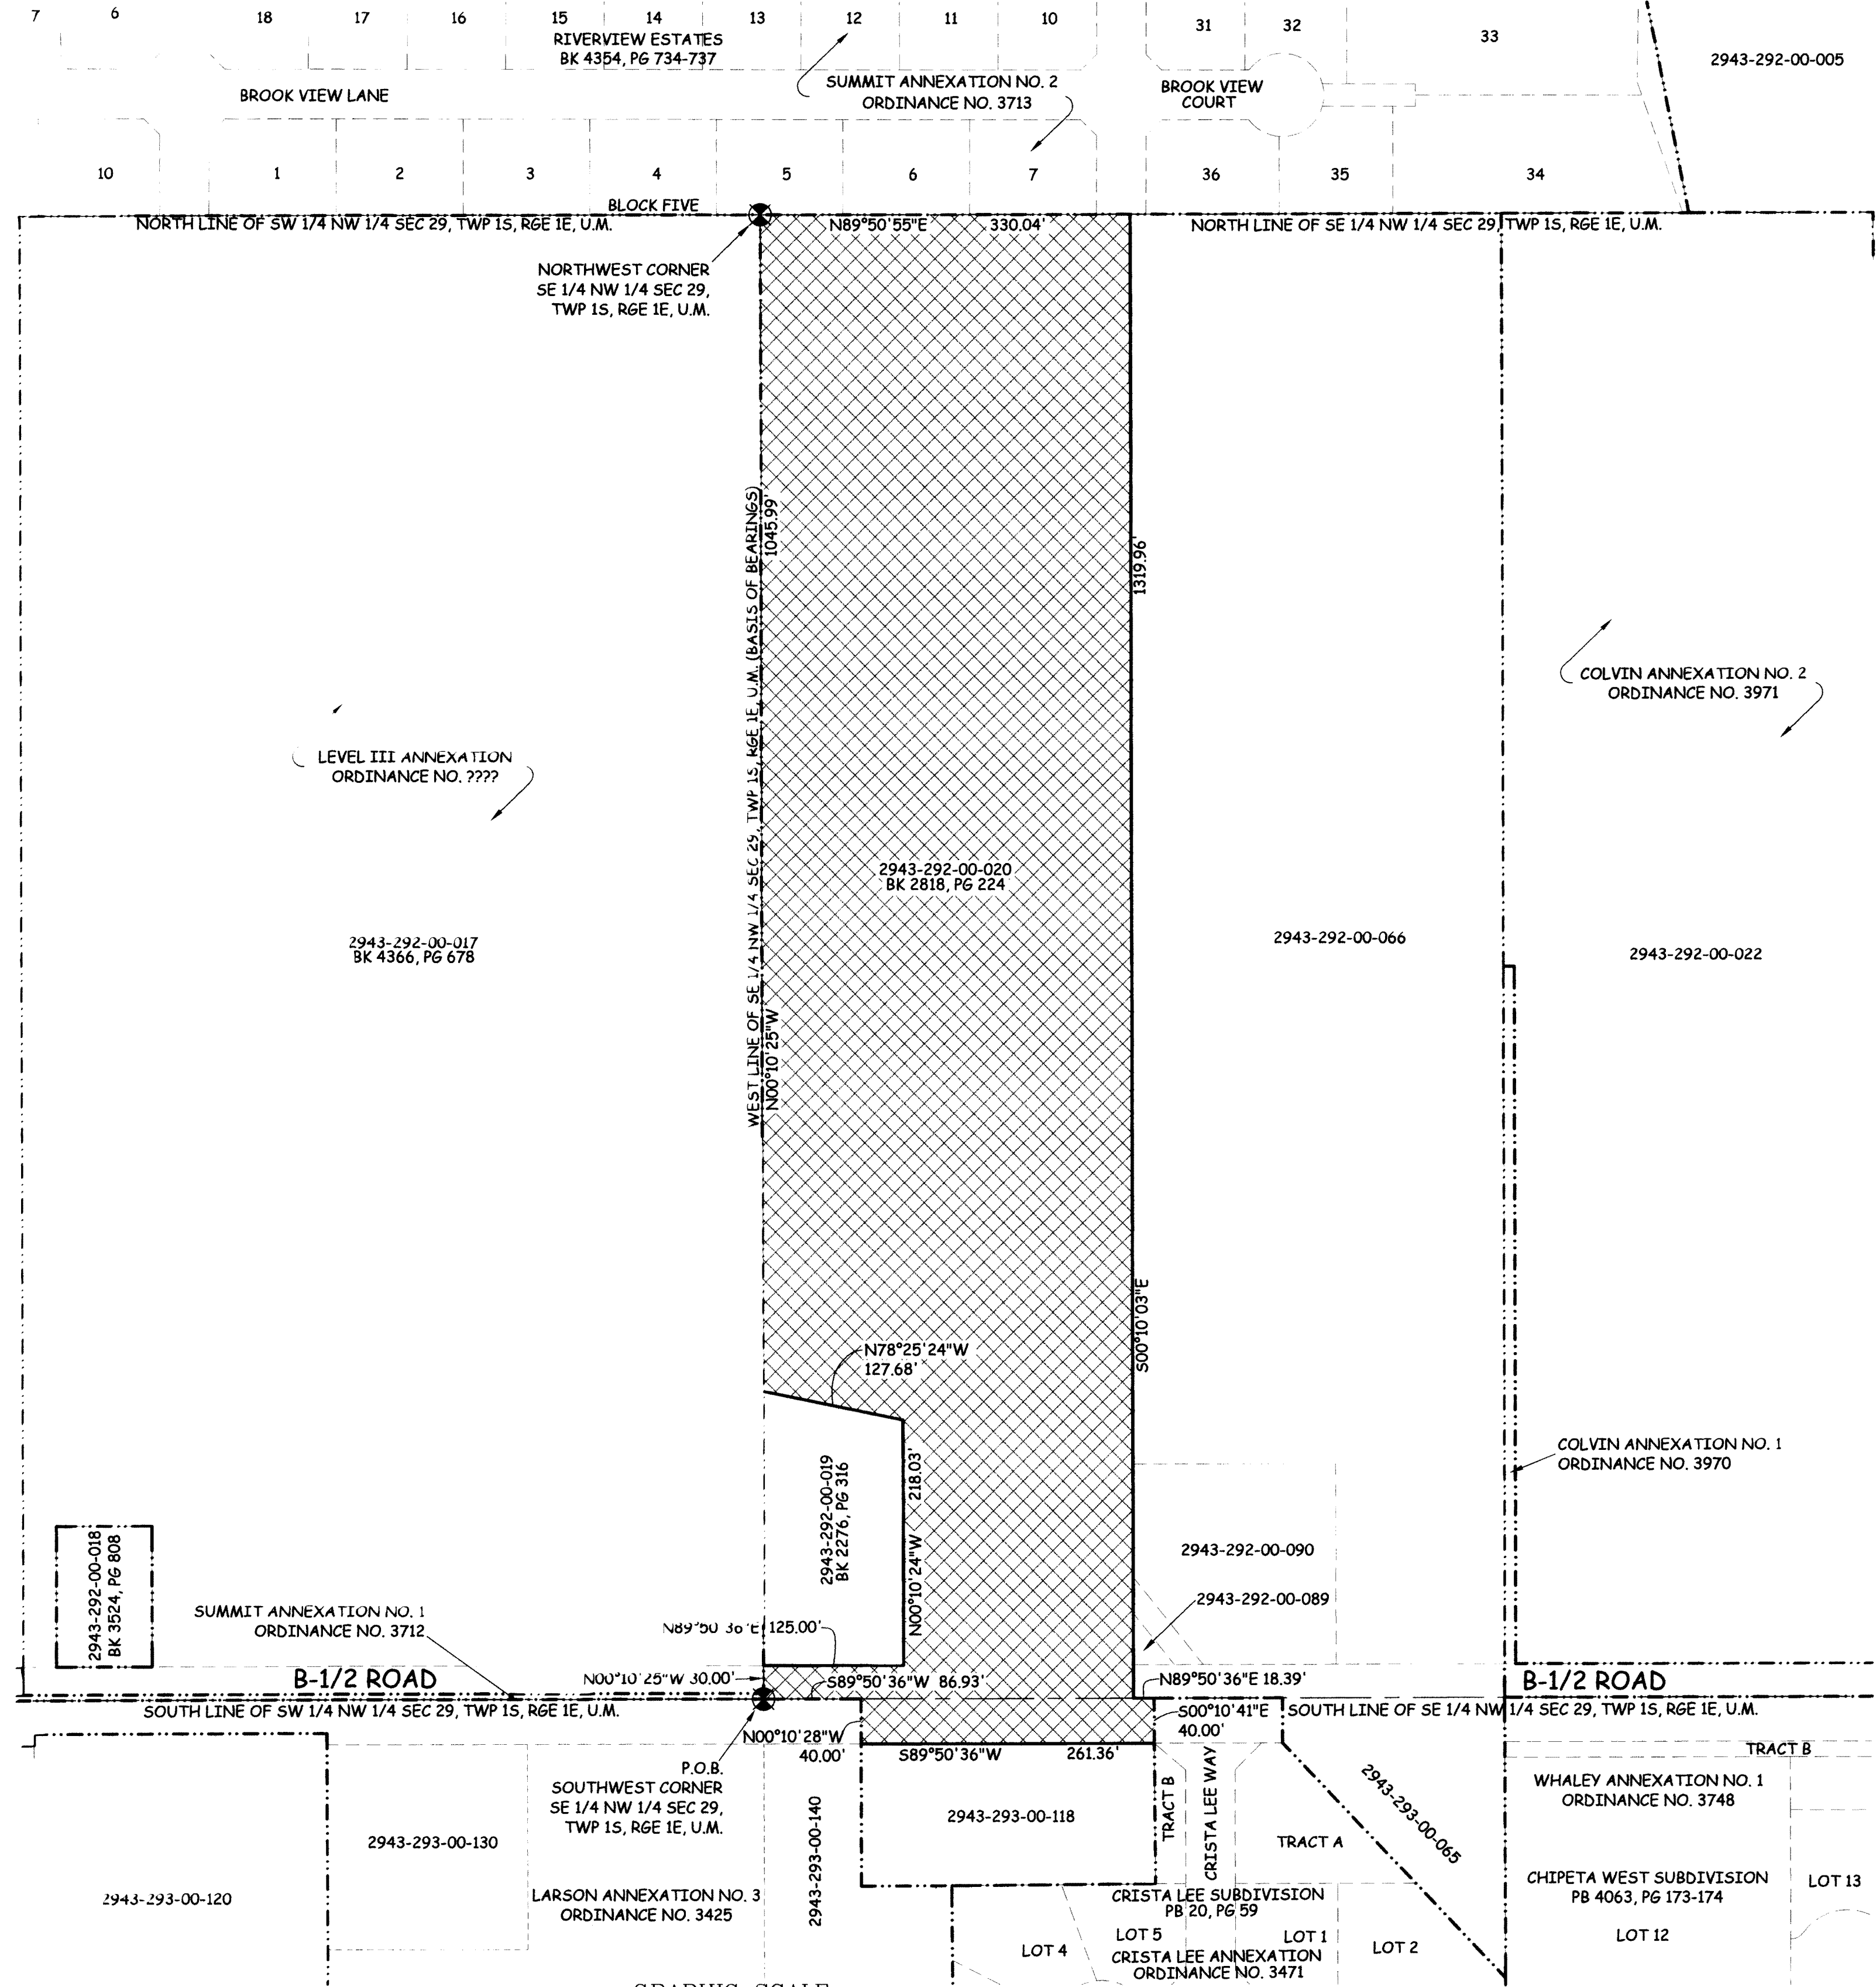 7 6 18 17 16 15 14 13 12 11 10 31 32 33
RIVERVIEW ESTATES
BK 4354, PG 734-737
2943-292-00-005
SUMMIT ANNEXATION NO. 2
ORDINANCE NO. 3713
BROOK VIEW LANE
BROOK VIEW
COURT
10 1 2 3 4 5 6 7 36 35 34
BLOCK FIVE
NORTH LINE OF SW 1/4 NW 1/4 SEC 29, TWP 1S, RGE 1E, U.M.
N89°50'55"E 330.04'
NORTH LINE OF SE 1/4 NW 1/4 SEC 29, TWP 1S, RGE 1E, U.M.
NORTHWEST CORNER
SE 1/4 NW 1/4 SEC 29,
TWP 1S, RGE 1E, U.M.
WEST LINE OF SE 1/4 NW 1/4 SEC 29, TWP 1S, RGE 1E, U.M. (BASIS OF BEARINGS)
N00°10'25"W 1045.99'
1319.96'
S00°10'03"E
COLVIN ANNEXATION NO. 2
ORDINANCE NO. 3971
LEVEL III ANNEXATION
ORDINANCE NO. ????
2943-292-00-020
BK 2818, PG 224
2943-292-00-017
BK 4366, PG 678
2943-292-00-066
2943-292-00-022
N78°25'24"W
127.68'
2943-292-00-019
BK 2276, PG 316
N00°10'24"W 218.03'
COLVIN ANNEXATION NO. 1
ORDINANCE NO. 3970
2943-292-00-018
BK 3524, PG 808
2943-292-00-090
2943-292-00-089
SUMMIT ANNEXATION NO. 1
ORDINANCE NO. 3712
N89°50'36"E 125.00'
B-1/2 ROAD
N00°10'25"W 30.00'
S89°50'36"W 86.93'
N89°50'36"E 18.39'
B-1/2 ROAD
SOUTH LINE OF SW 1/4 NW 1/4 SEC 29, TWP 1S, RGE 1E, U.M.
S00°10'41"E
40.00'
SOUTH LINE OF SE 1/4 NW 1/4 SEC 29, TWP 1S, RGE 1E, U.M.
N00°10'28"W
40.00'
S89°50'36"W 261.36'
P.O.B.
SOUTHWEST CORNER
SE 1/4 NW 1/4 SEC 29,
TWP 1S, RGE 1E, U.M.
TRACT B
WHALEY ANNEXATION NO. 1
ORDINANCE NO. 3748
2943-293-00-130
2943-293-00-140
2943-293-00-118
TRACT B
CRISTA LEE WAY
TRACT A
2943-293-00-065
2943-293-00-120
LARSON ANNEXATION NO. 3
ORDINANCE NO. 3425
CRISTA LEE SUBDIVISION
PB 20, PG 59
CHIPETA WEST SUBDIVISION
PB 4063, PG 173-174
LOT 13
LOT 4
LOT 5
LOT 1
LOT 2
LOT 12
CRISTA LEE ANNEXATION
ORDINANCE NO. 3471
GRAPHIC SCALE